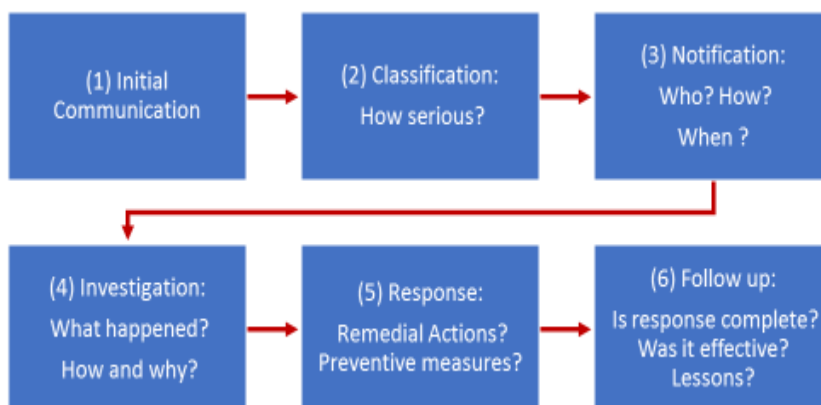 (1) Initial
Communication
(2) Classification:
How serious?
(3) Notification:
Who? How?
When ?
(4) Investigation:
What happened?
How and why?
(5) Response:
Remedial Actions?
Preventive measures?
(6) Follow up:
Is response complete?
Was it effective?
Lessons?